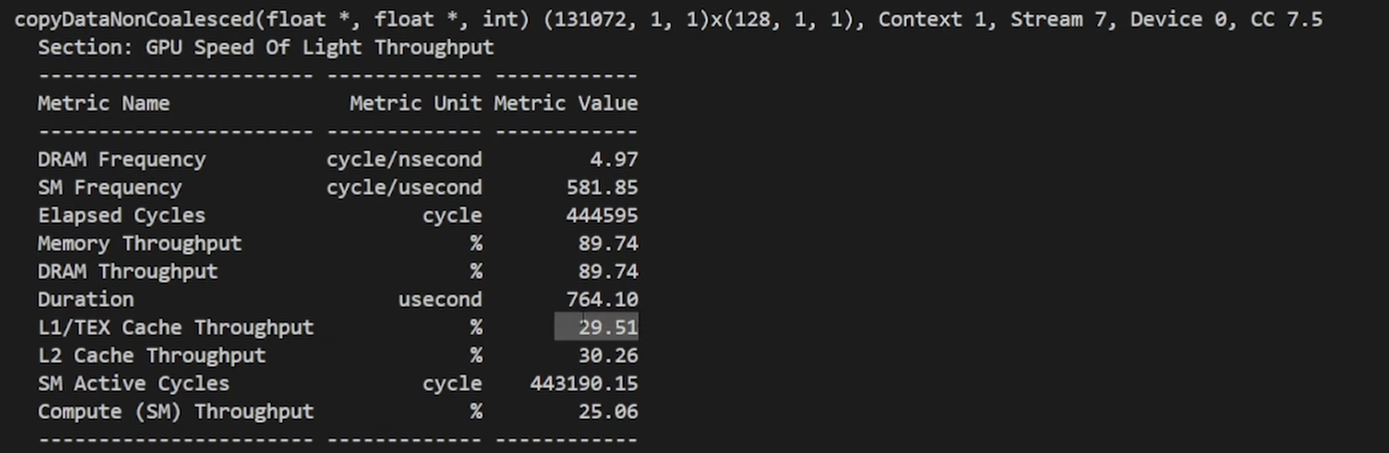 copyDataNonCoalesced(float *, float *, int) (131072, 1, 1)x(128, 1, 1), Context 1, Stream 7, Device 0, CC 7.5
Section: GPU Speed Of Light Throughput
----------------------- ------------- ------------
Metric Name Metric Unit Metric Value
----------------------- ------------- ------------
DRAM Frequency cycle/nsecond 4.97
SM Frequency cycle/usecond 581.85
Elapsed Cycles cycle 444595
Memory Throughput % 89.74
DRAM Throughput % 89.74
Duration usecond 764.10
L1/TEX Cache Throughput % 29.51
L2 Cache Throughput % 30.26
SM Active Cycles cycle 443190.15
Compute (SM) Throughput % 25.06
----------------------- ------------- ------------